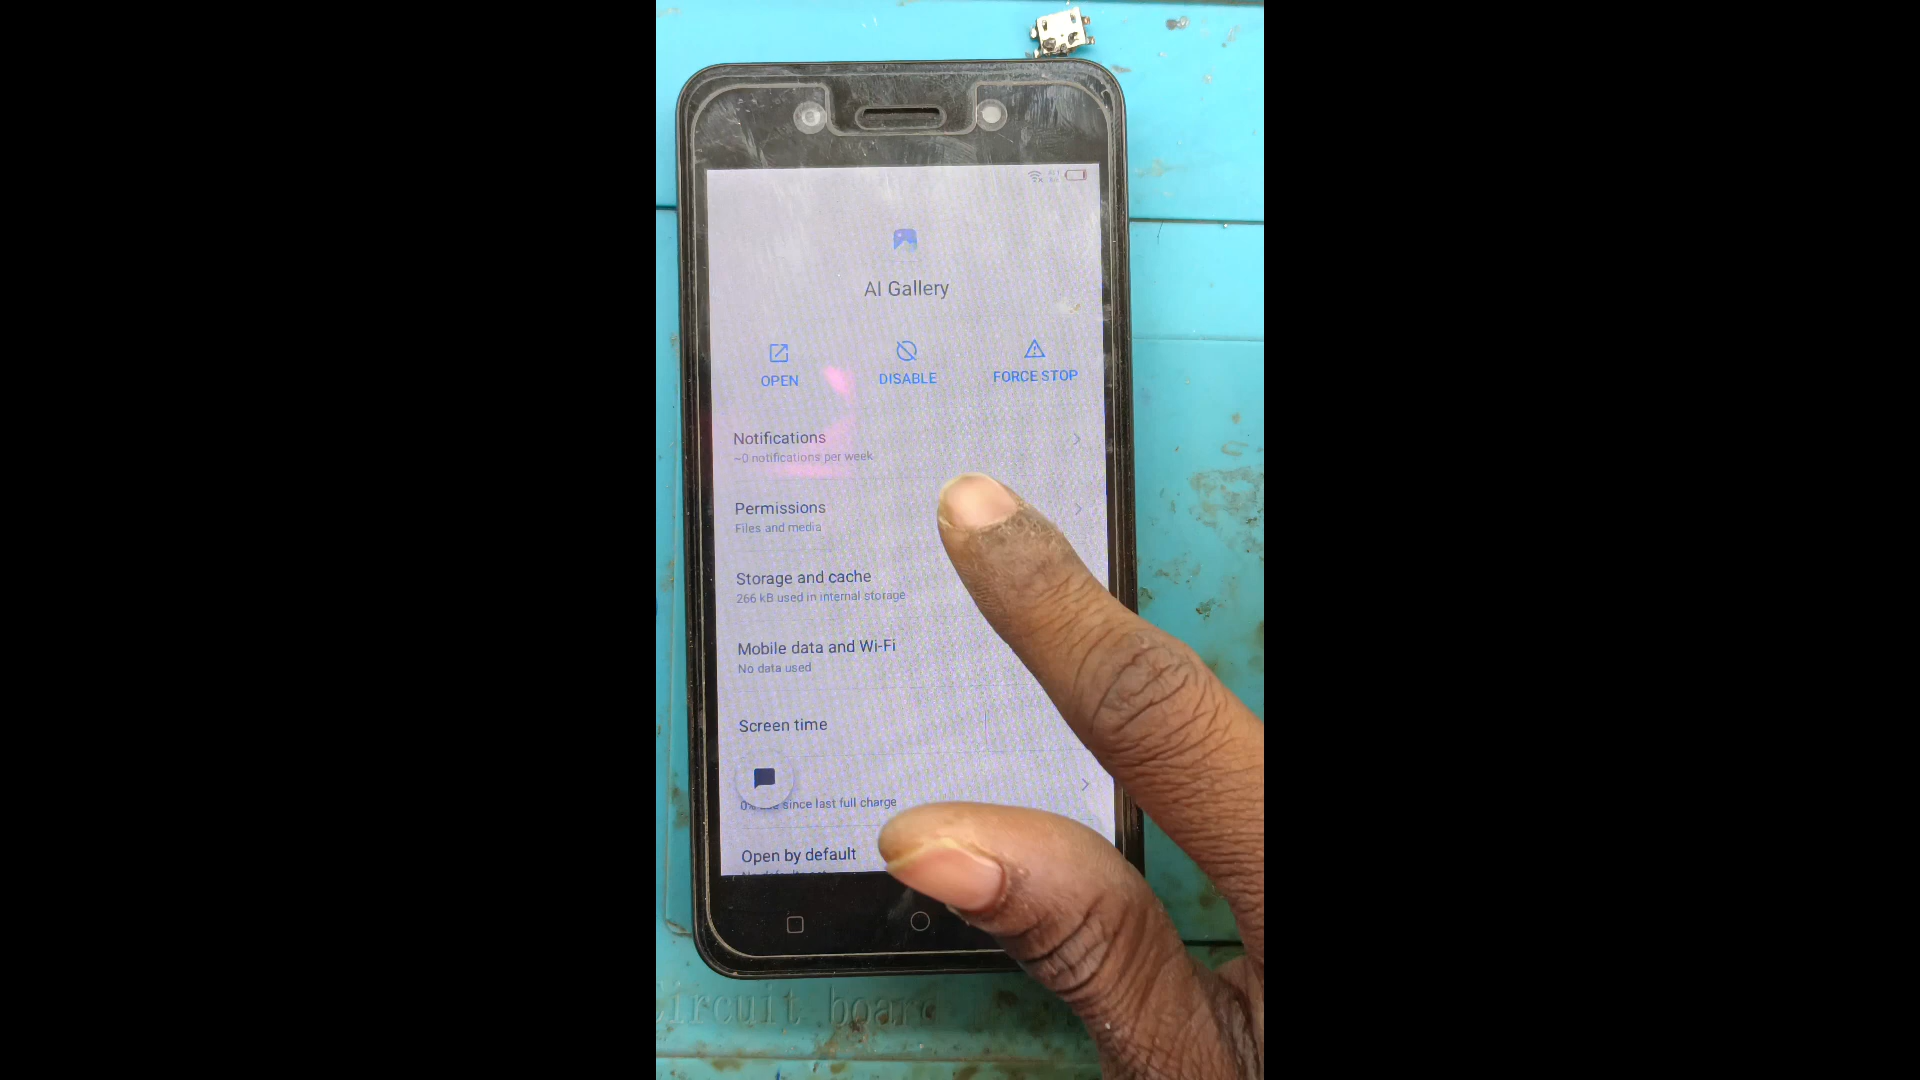 AI Gallery
OPEN
DISABLE
FORCE STOP
Notifications
~0 notifications per week
Permissions
Files and media
Storage and cache
266 kB used in internal storage
Mobile data and Wi-Fi
No data used
Screen time
since last full charge
Open by default
Circuit board